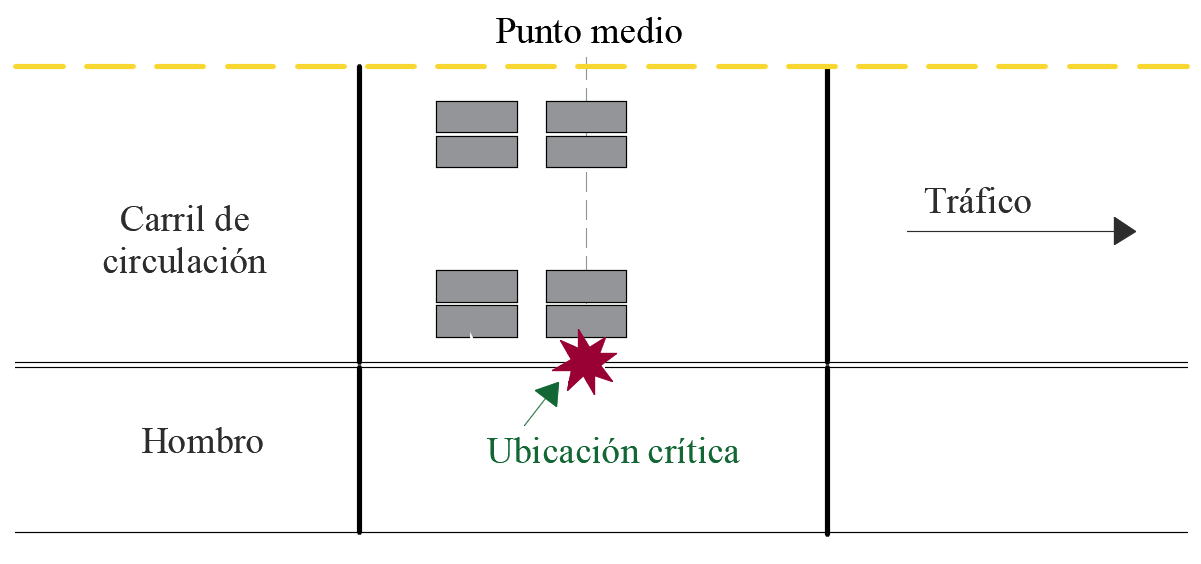 Punto medio
Carril de
circulación
Tráfico
Hombro
Ubicación crítica